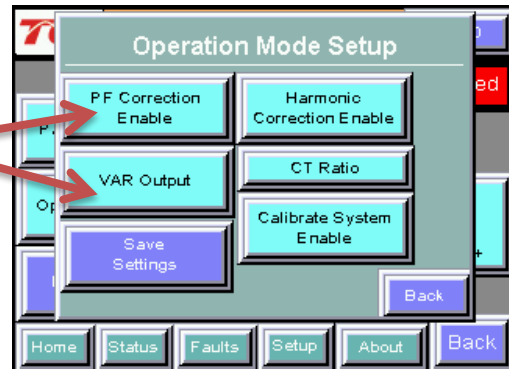 Operation Mode Setup
PF Correction
Enable
Harmonic
Correction Enable
VAR Output
CT Ratio
Calibrate System
Enable
Save
Settings
Back
Home
Status
Faults
Setup
About
Back